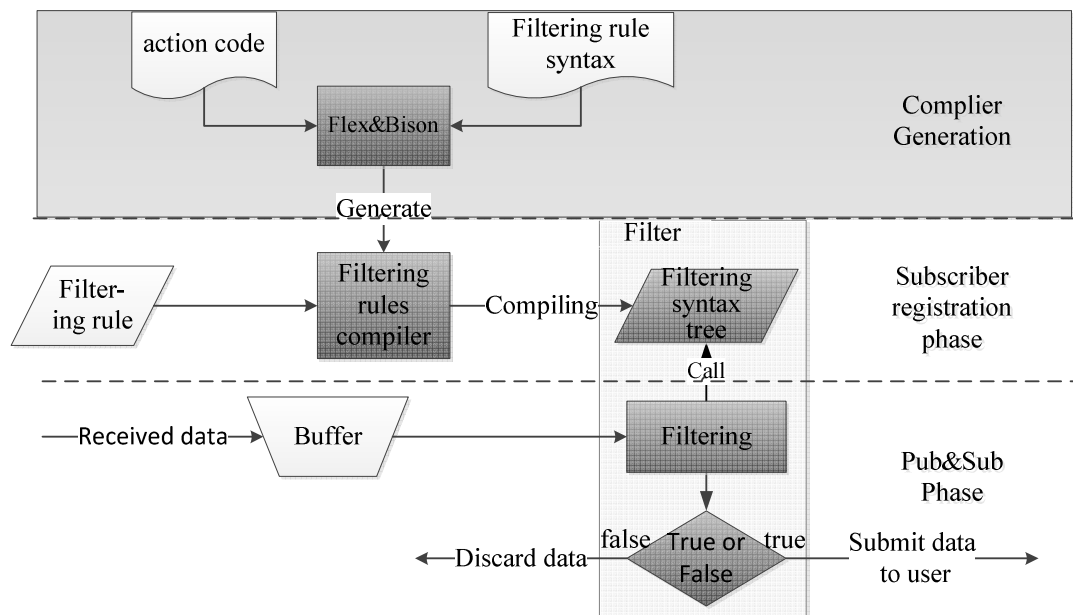 action code
Filtering rule
syntax
Flex&Bison
Complier
Generation
Generate
Filter
Filter-
ing rule
Filtering
rules
compiler
Compiling
Filtering
syntax
tree
Subscriber
registration
phase
Call
Received data
Buffer
Filtering
Pub&Sub
Phase
Discard data
false
True or
False
true
Submit data
to user